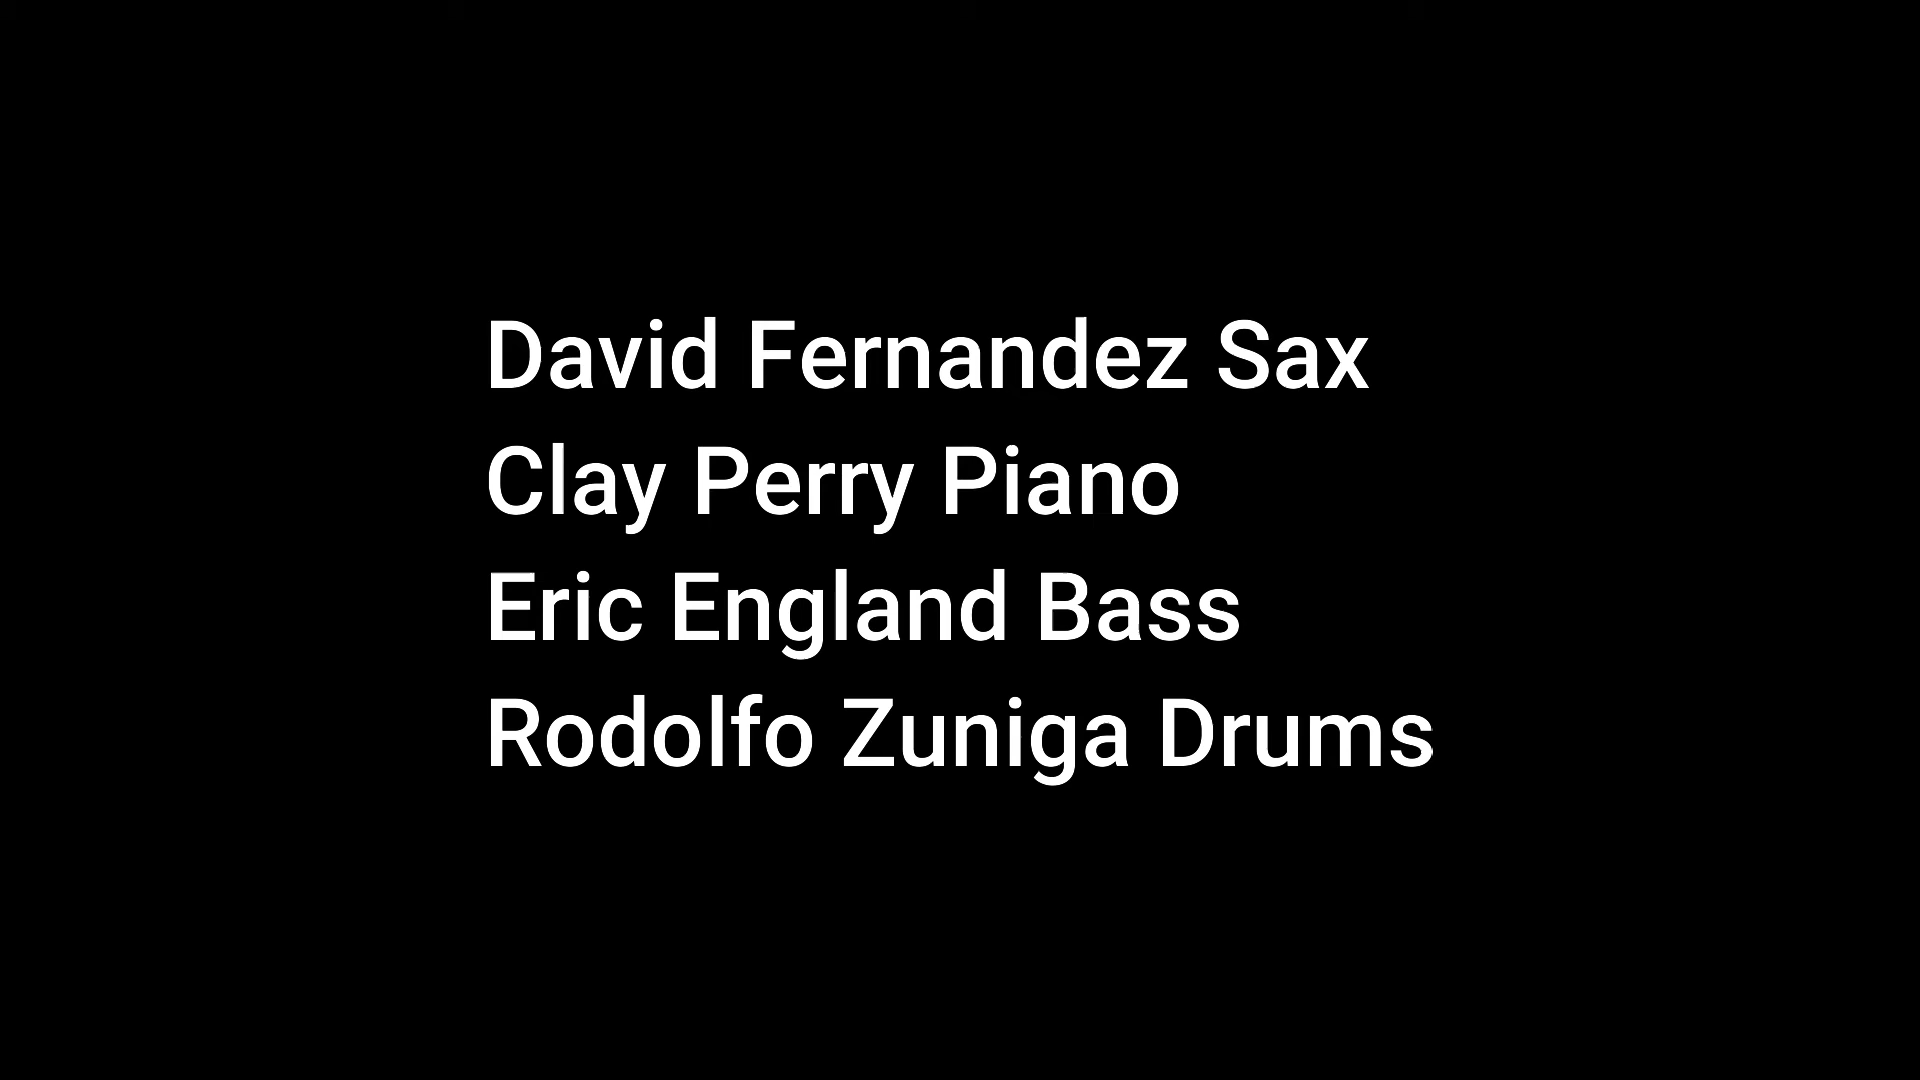 David Fernandez Sax
Clay Perry Piano
Eric England Bass
Rodolfo Zuniga Drums